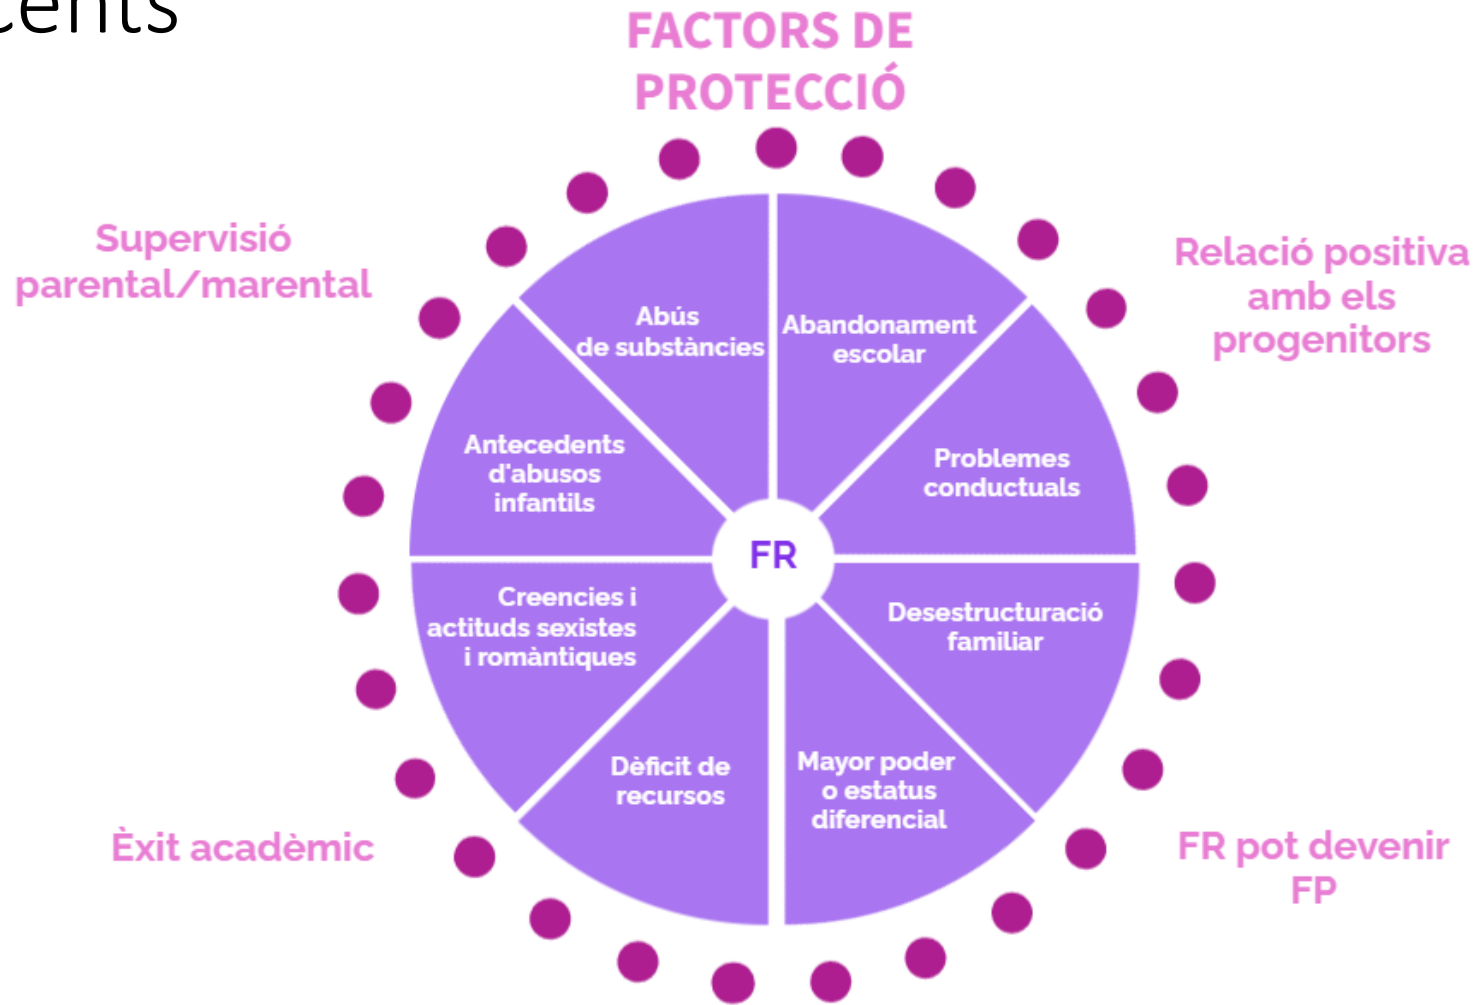 cents
FACTORS DE
PROTECCIÓ
Supervisió
parental/marental
Relació positiva
amb els
progenitors
Abús
de substàncies
Abandonament
escolar
Antecedents
d'abusos
infantils
Problemes
conductuals
FR
Creencies i
actituds sexistes
i romàntiques
Desestructuració
familiar
Dèficit de
recursos
Mayor poder
o estatus
diferencial
Èxit acadèmic
FR pot devenir
FP